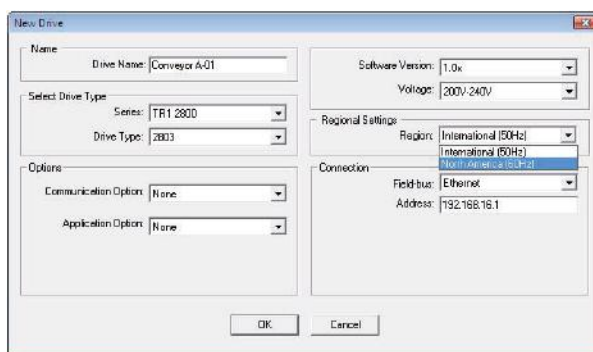 New Drive
Name
Drive Name: Conveyor A-01
Select Drive Type
Series: TR1 2800
Drive Type: 2803
Options
Communication Option: None
Application Option: None
Software Version: 1.0x
Voltage: 200V-240V
Regional Settings
Region: International (50Hz)
International (50Hz)
North America (60Hz)
Connection
Field-bus: Ethernet
Address: 192.168.16.1
OK
Cancel